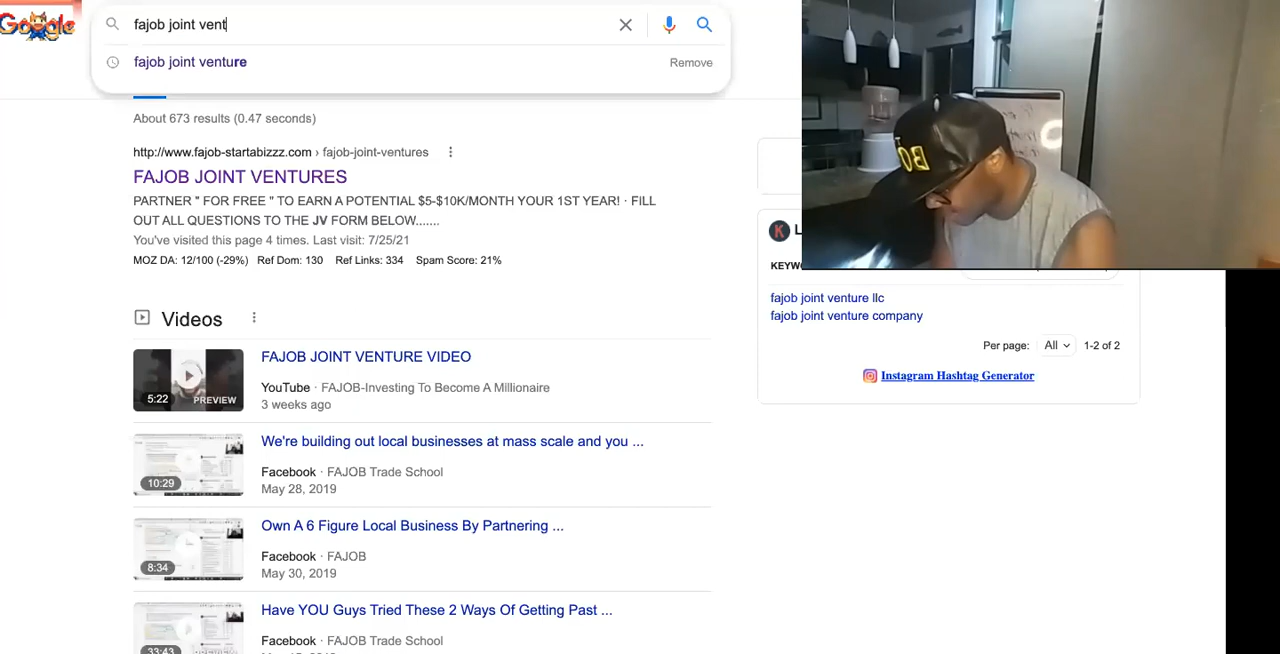 Google
fajob joint vent
fajob joint venture
Remove
About 673 results (0.47 seconds)
http://www.fajob-startabizzz.com › fajob-joint-ventures
FAJOB JOINT VENTURES
PARTNER " FOR FREE " TO EARN A POTENTIAL $5-$10K/MONTH YOUR 1ST YEAR! · FILL
OUT ALL QUESTIONS TO THE JV FORM BELOW.......
You've visited this page 4 times. Last visit: 7/25/21
MOZ DA: 12/100 (-29%) Ref Dom: 130 Ref Links: 334 Spam Score: 21%
Videos
5:22
PREVIEW
FAJOB JOINT VENTURE VIDEO
YouTube · FAJOB-Investing To Become A Millionaire
3 weeks ago
10:29
We're building out local businesses at mass scale and you ...
Facebook · FAJOB Trade School
May 28, 2019
8:34
Own A 6 Figure Local Business By Partnering ...
Facebook · FAJOB
May 30, 2019
33:43
Have YOU Guys Tried These 2 Ways Of Getting Past ...
Facebook · FAJOB Trade School
K
KEYW
fajob joint venture llc
fajob joint venture company
Per page: All 1-2 of 2
Instagram Hashtag Generator